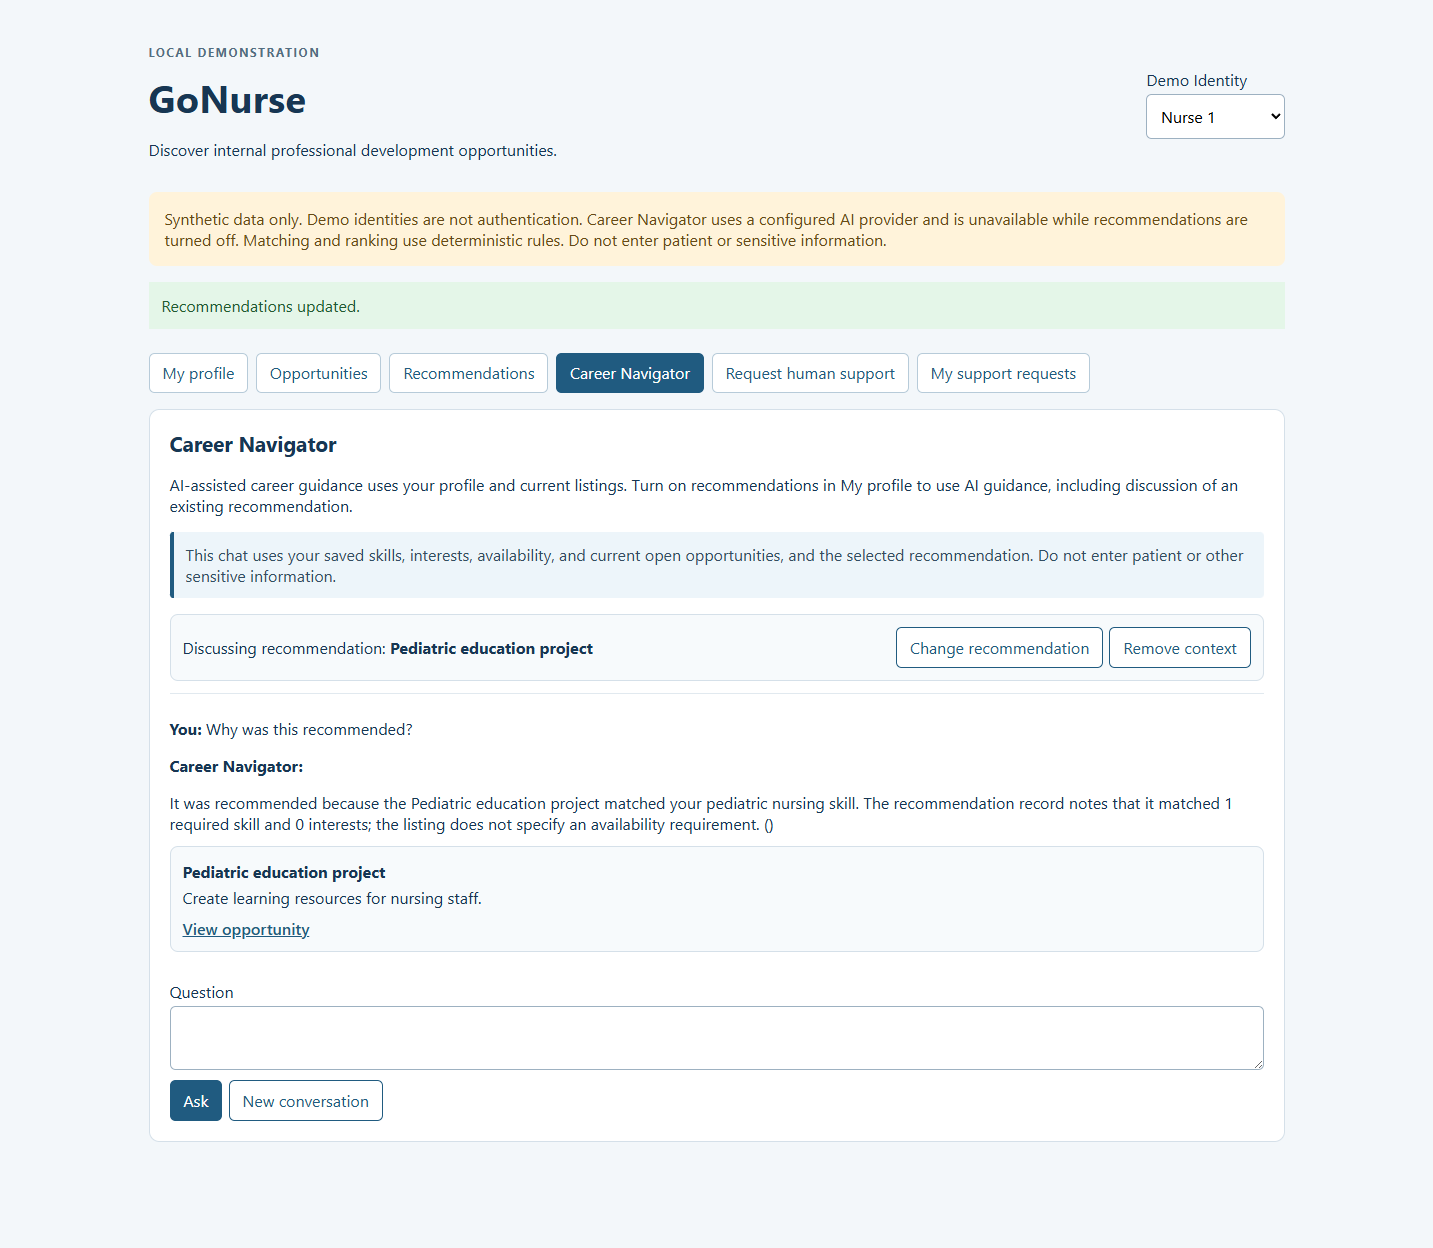 LOCAL DEMONSTRATION
GoNurse
Discover internal professional development opportunities.
Demo Identity
Nurse 1
Synthetic data only. Demo identities are not authentication. Career Navigator uses a configured AI provider and is unavailable while recommendations are
turned off. Matching and ranking use deterministic rules. Do not enter patient or sensitive information.
Recommendations updated.
My profile
Opportunities
Recommendations
Career Navigator
Request human support
My support requests
Career Navigator
AI-assisted career guidance uses your profile and current listings. Turn on recommendations in My profile to use AI guidance, including discussion of an
existing recommendation.
This chat uses your saved skills, interests, availability, and current open opportunities, and the selected recommendation. Do not enter patient or other
sensitive information.
Discussing recommendation: Pediatric education project
Change recommendation
Remove context
You: Why was this recommended?
Career Navigator:
It was recommended because the Pediatric education project matched your pediatric nursing skill. The recommendation record notes that it matched 1
required skill and 0 interests; the listing does not specify an availability requirement. ()
Pediatric education project
Create learning resources for nursing staff.
View opportunity
Question
Ask
New conversation